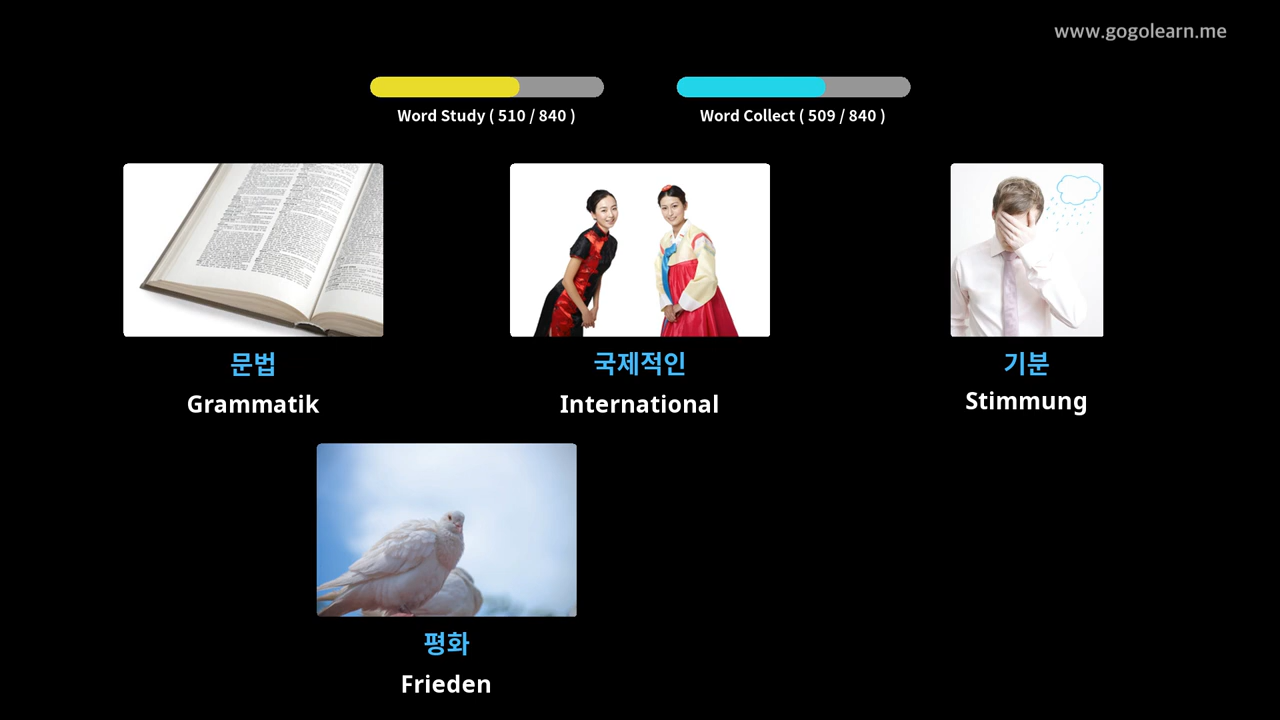 www.gogolearn.me
Word Study ( 510 / 840 )
Word Collect ( 509 / 840 )
문법
Grammatik
국제적인
International
기분
Stimmung
평화
Frieden